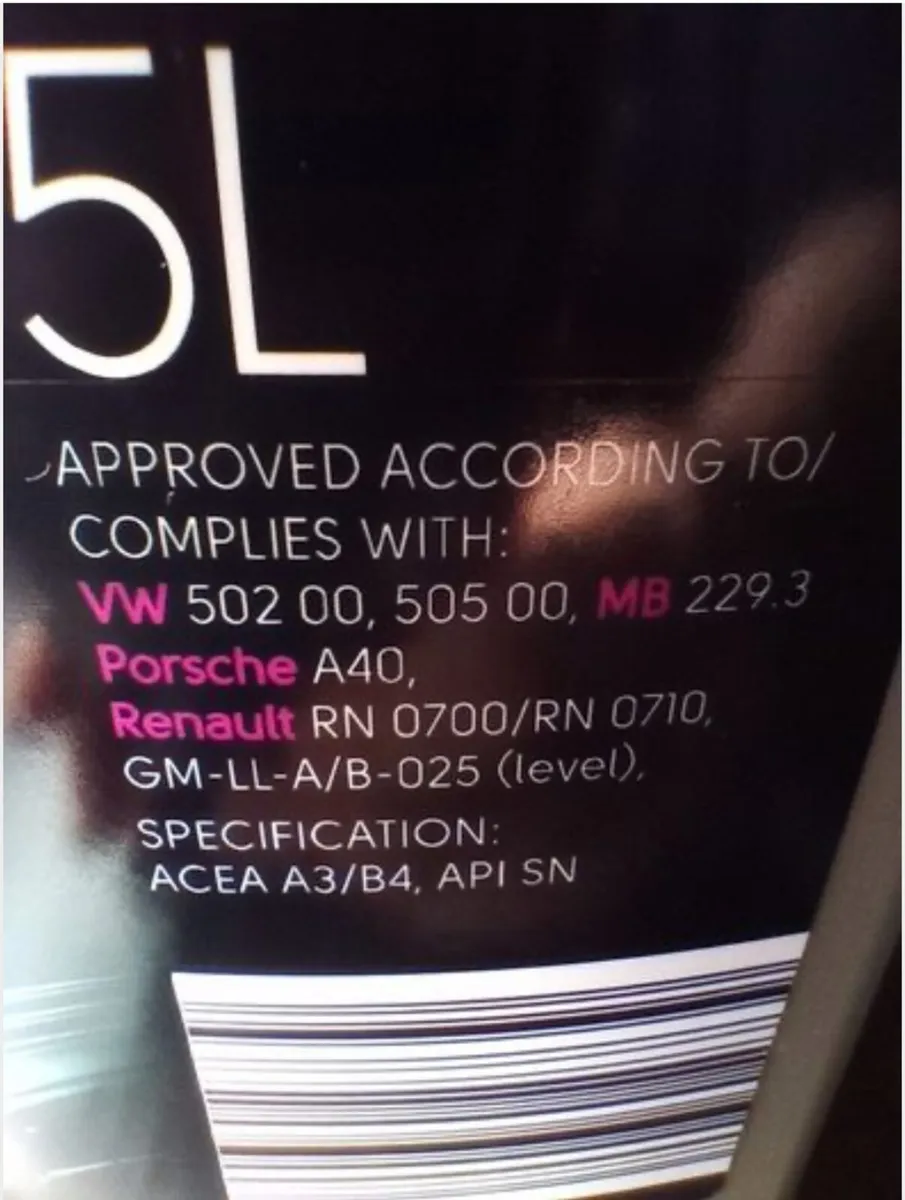 5L
APPROVED ACCORDING TO/
COMPLIES WITH:
VW 502 00, 505 00, MB 229.3
Porsche A40,
Renault RN 0700/RN 0710,
GM-LL-A/B-025 (level),
SPECIFICATION:
ACEA A3/B4, API SN